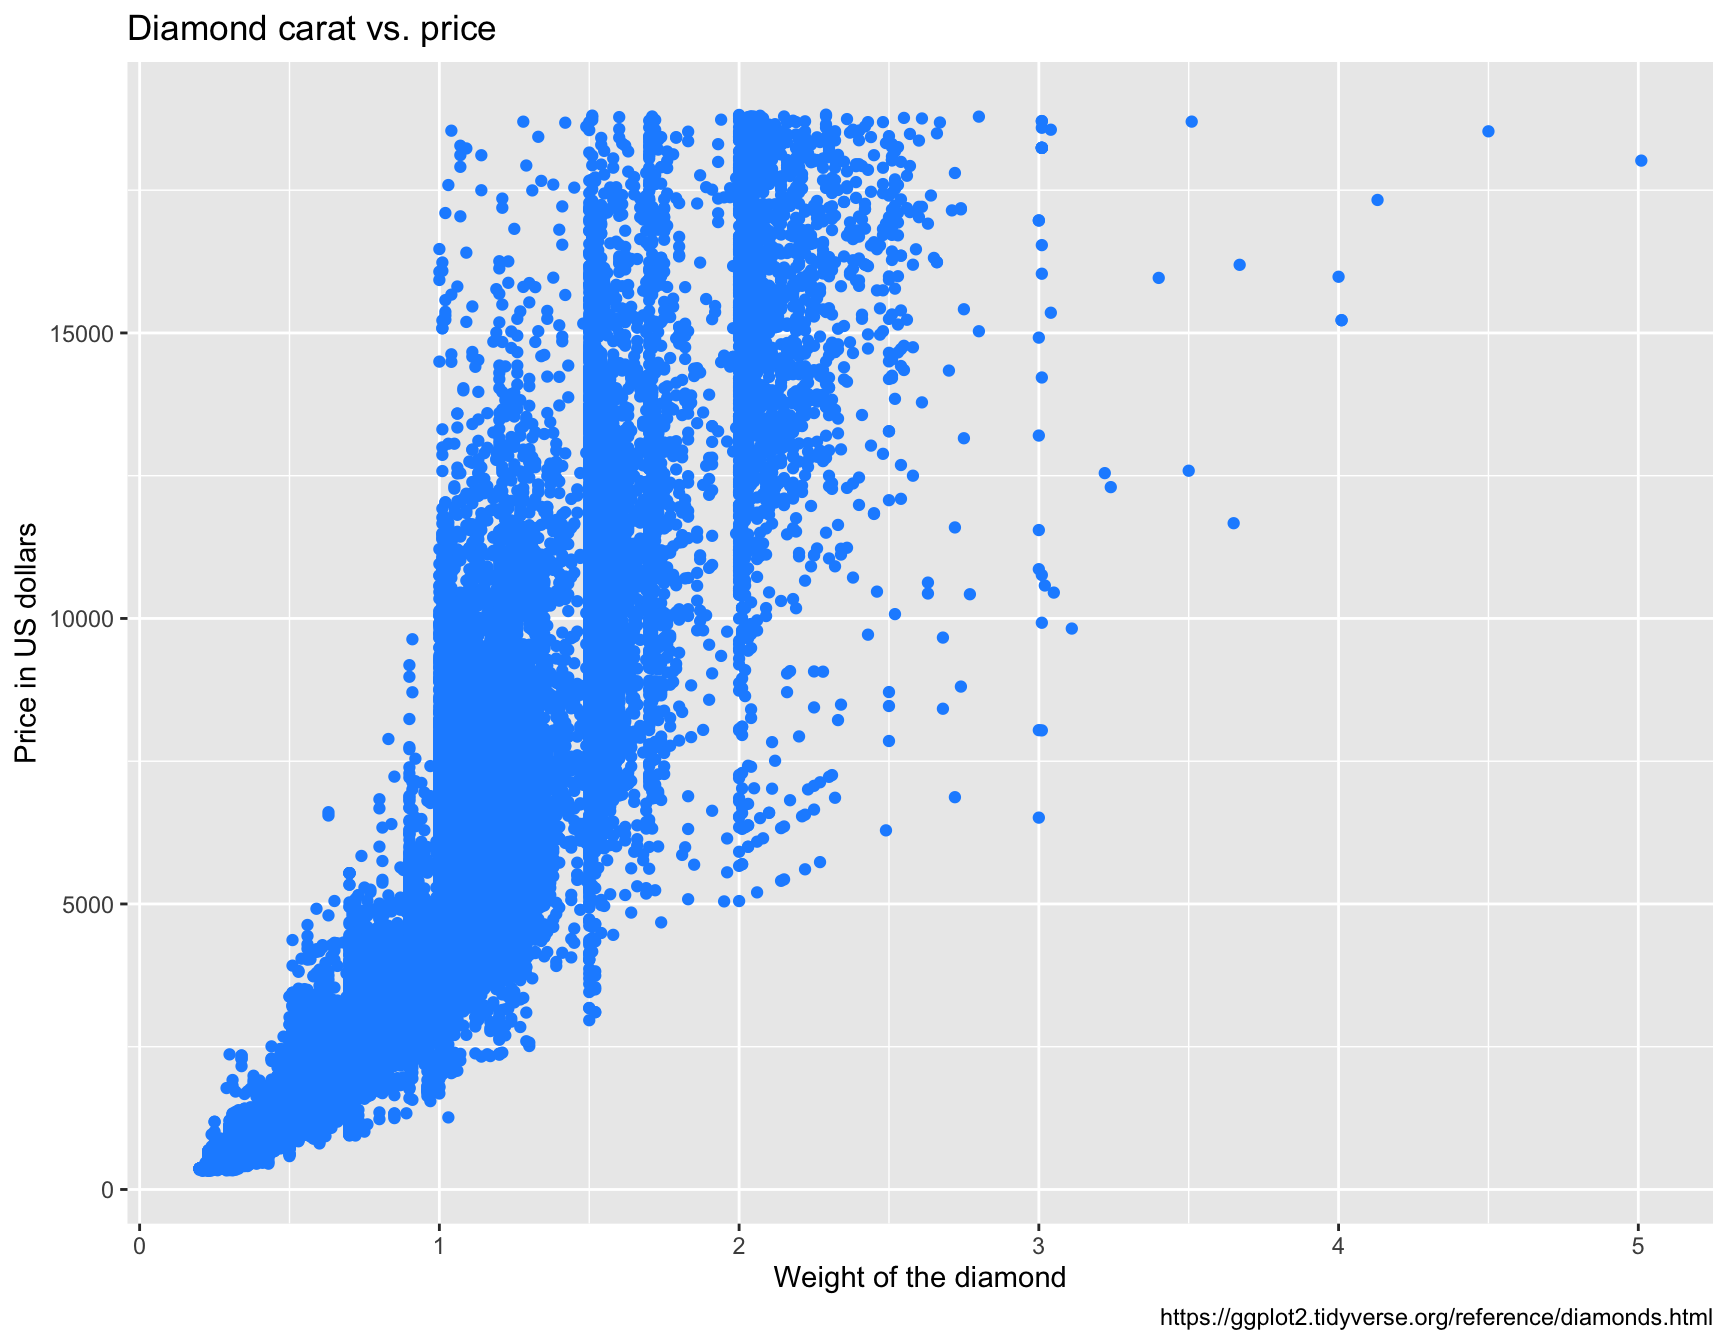 Diamond carat vs. price
Price in US dollars
15000
10000
5000
0
0 1 2 3 4 5
Weight of the diamond
https://ggplot2.tidyverse.org/reference/diamonds.html